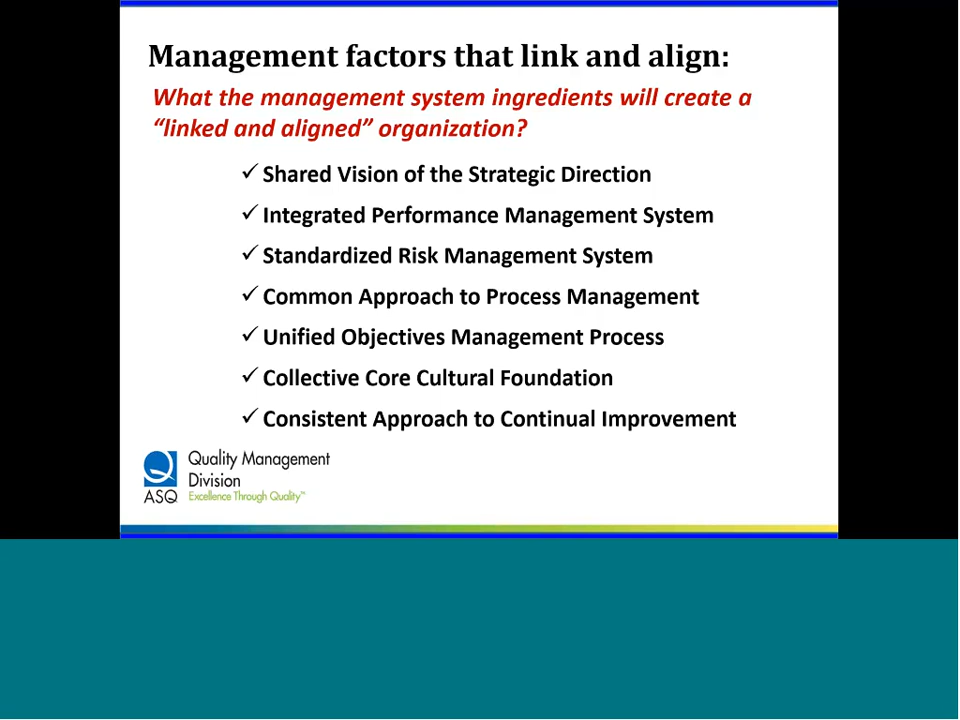 Management factors that link and align:
What the management system ingredients will create a
“linked and aligned” organization?
✓ Shared Vision of the Strategic Direction
✓ Integrated Performance Management System
✓ Standardized Risk Management System
✓ Common Approach to Process Management
✓ Unified Objectives Management Process
✓ Collective Core Cultural Foundation
✓ Consistent Approach to Continual Improvement
Quality Management
Division
ASQ Excellence Through Quality™